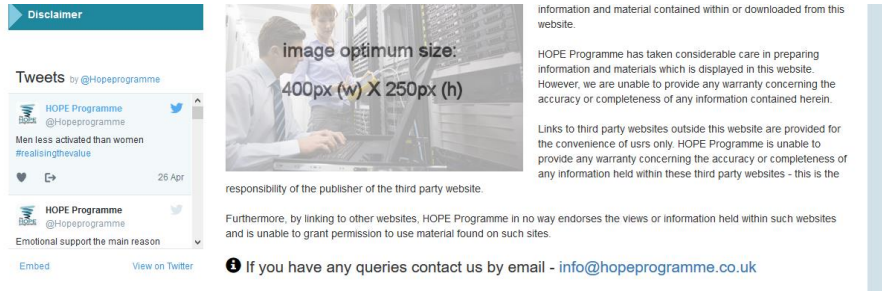 Disclaimer
Tweets by @Hopeprogramme
HOPE Programme
@Hopeprogramme
Men less activated than women
#realisingthevalue
26 Apr
HOPE Programme
@Hopeprogramme
Emotional support the main reason
Embed
View on Twitter
image optimum size:
400px (w) X 250px (h)
information and material contained within or downloaded from this
website.
HOPE Programme has taken considerable care in preparing
information and materials which is displayed in this website.
However, we are unable to provide any warranty concerning the
accuracy or completeness of any information contained herein.
Links to third party websites outside this website are provided for
the convenience of usrs only. HOPE Programme is unable to
provide any warranty concerning the accuracy or completeness of
any information held within these third party websites - this is the
responsibility of the publisher of the third party website.
Furthermore, by linking to other websites, HOPE Programme in no way endorses the views or information held within such websites
and is unable to grant permission to use material found on such sites.
If you have any queries contact us by email - info@hopeprogramme.co.uk